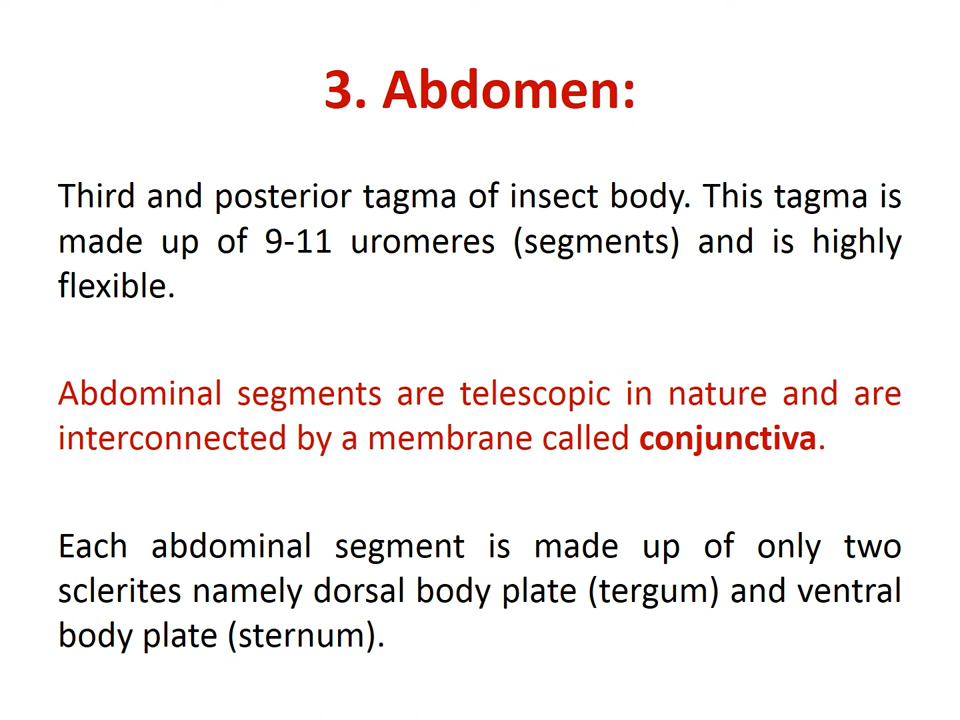 3. Abdomen:
Third and posterior tagma of insect body. This tagma is
made up of 9-11 uromeres (segments) and is highly
flexible.
Abdominal segments are telescopic in nature and are
interconnected by a membrane called conjunctiva.
Each abdominal segment is made up of only two
sclerites namely dorsal body plate (tergum) and ventral
body plate (sternum).